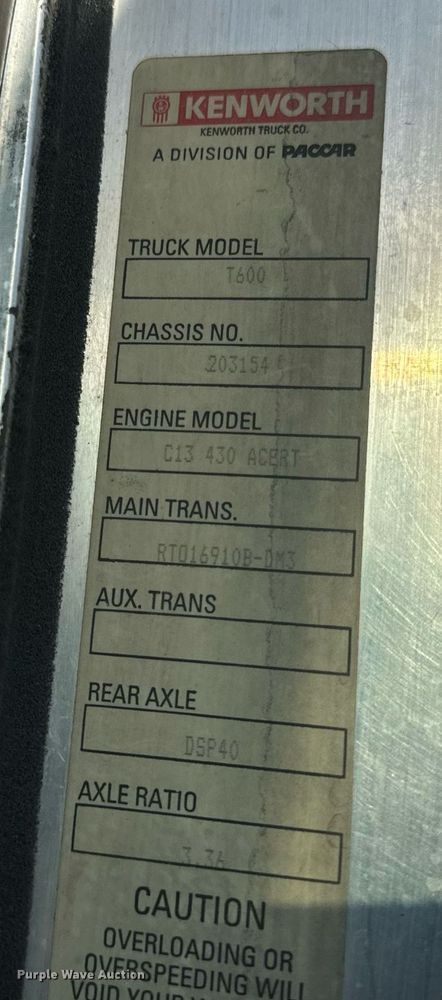 KENWORTH
KENWORTH TRUCK CO.
A DIVISION OF PACCAR
TRUCK MODEL
T600
CHASSIS NO.
203154
ENGINE MODEL
C13 430 ACERT
MAIN TRANS.
RTO16910B-DM3
AUX. TRANS
REAR AXLE
DSP40
AXLE RATIO
3.36
CAUTION
OVERLOADING OR
OVERSPEEDING WILL
VOID YOUR
Purple Wave Auction